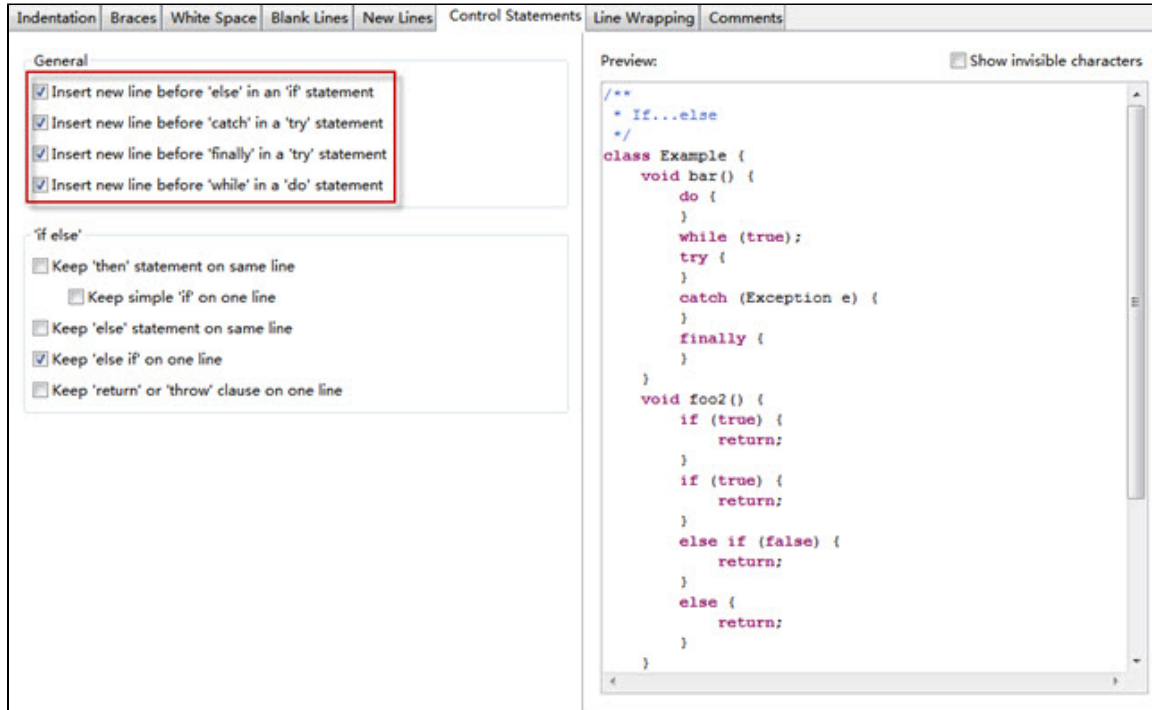 Indentation Braces White Space Blank Lines New Lines Control Statements Line Wrapping Comments
General
Insert new line before 'else' in an 'if' statement
Insert new line before 'catch' in a 'try' statement
Insert new line before 'finally' in a 'try' statement
Insert new line before 'while' in a 'do' statement
'if else'
Keep 'then' statement on same line
Keep simple 'if' on one line
Keep 'else' statement on same line
Keep 'else if' on one line
Keep 'return' or 'throw' clause on one line
Preview: Show invisible characters
/**
 * If...else
 */
class Example {
    void bar() {
        do {
        }
        while (true);
        try {
        }
        catch (Exception e) {
        }
        finally {
        }
    }
    void foo2() {
        if (true) {
            return;
        }
        if (true) {
            return;
        }
        else if (false) {
            return;
        }
        else {
            return;
        }
    }